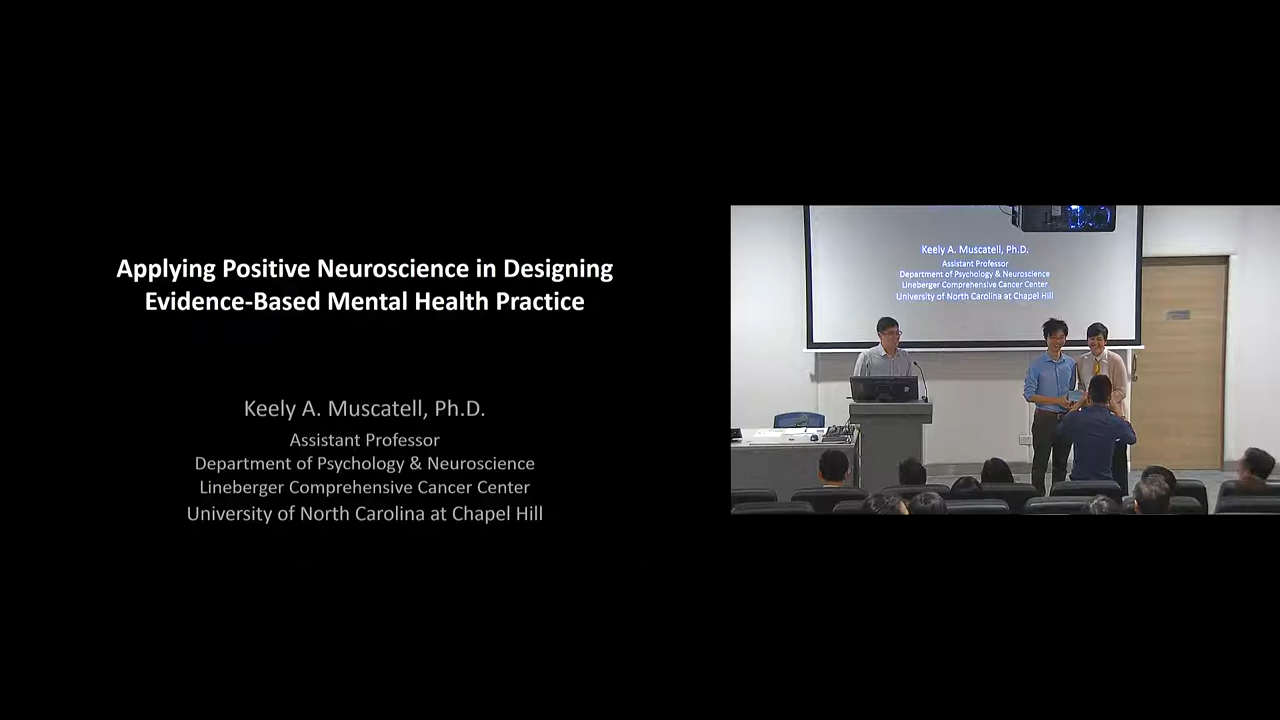 Applying Positive Neuroscience in Designing
Evidence-Based Mental Health Practice
Keely A. Muscatell, Ph.D.
Assistant Professor
Department of Psychology & Neuroscience
Lineberger Comprehensive Cancer Center
University of North Carolina at Chapel Hill
Keely A. Muscatell, Ph.D.
Assistant Professor
Department of Psychology & Neuroscience
Lineberger Comprehensive Cancer Center
University of North Carolina at Chapel Hill